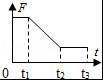 F
0 t₁ t₂ t₃ t